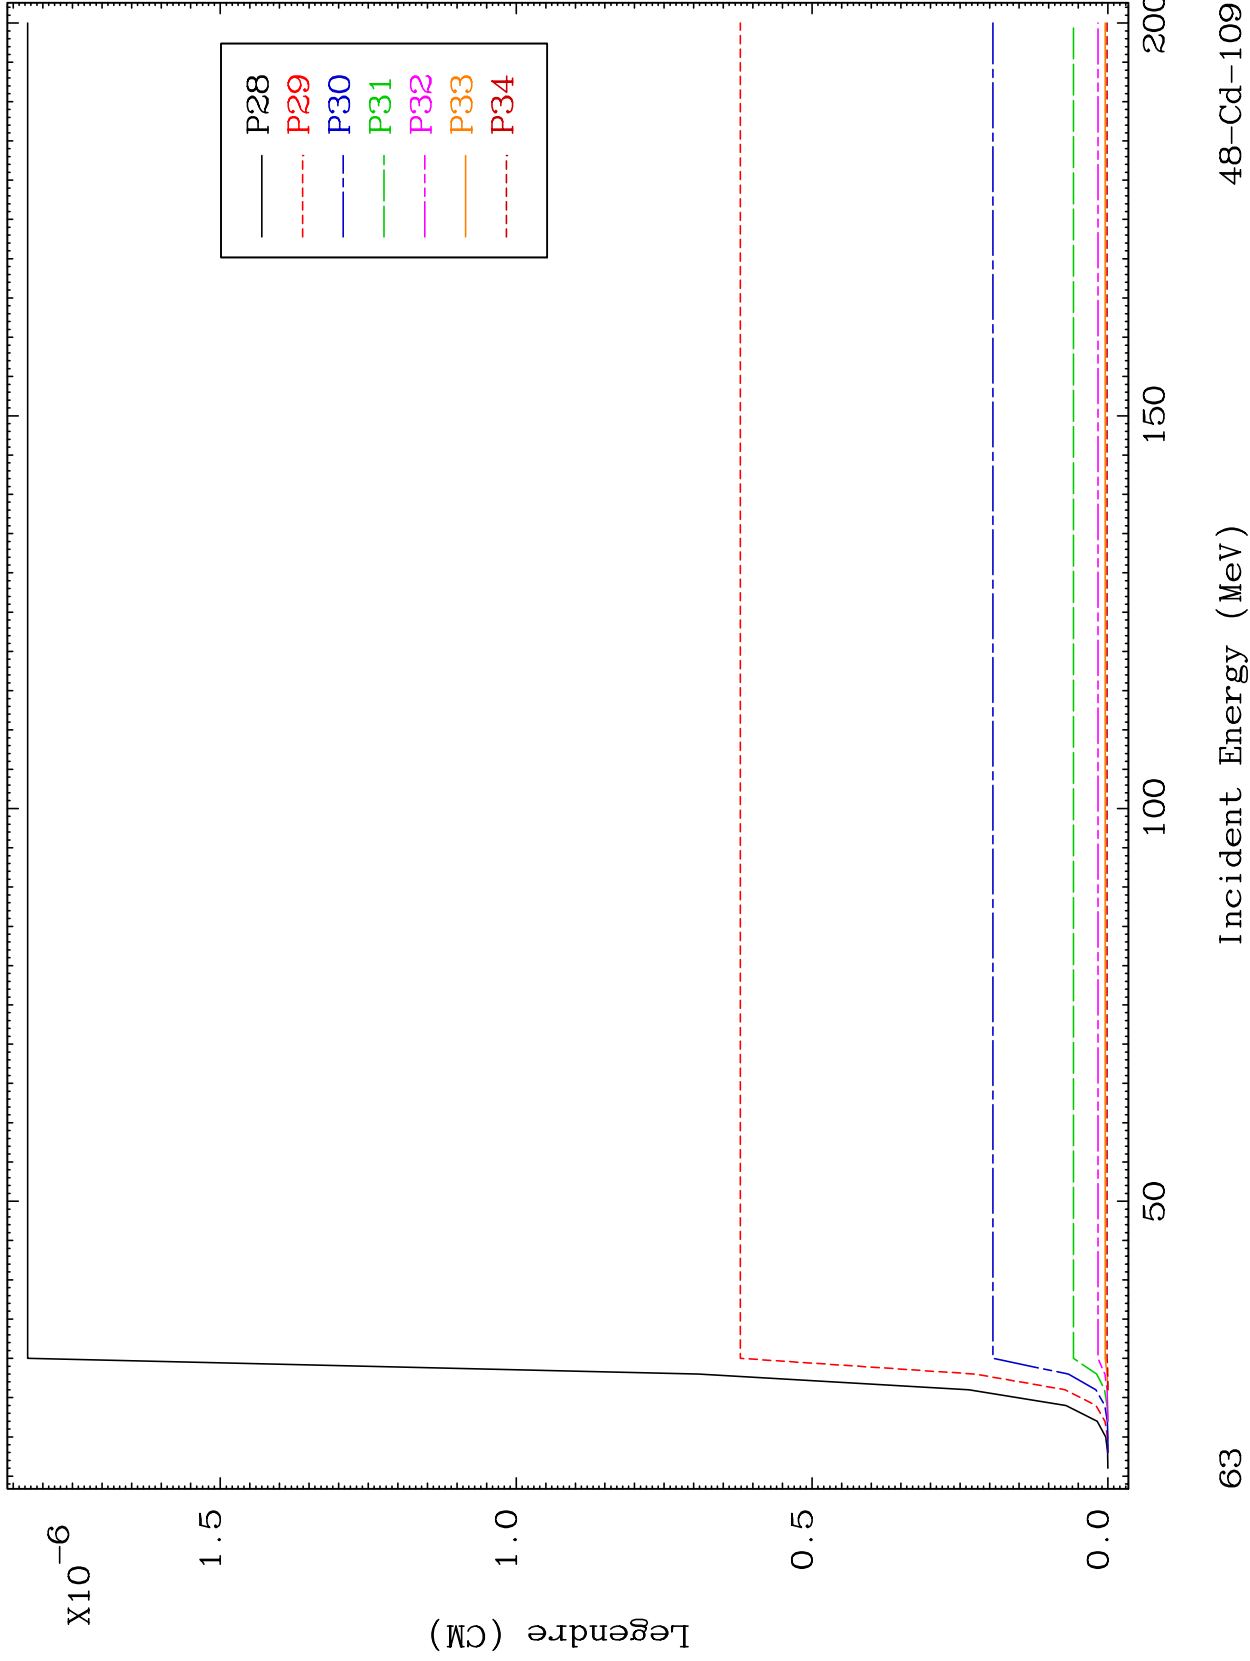 X10-6
Legendre (CM)
1.5
1.0
0.5
0.0
P28
P29
P30
P31
P32
P33
P34
50
100
150
200
Incident Energy (MeV)
63
48-Cd-109